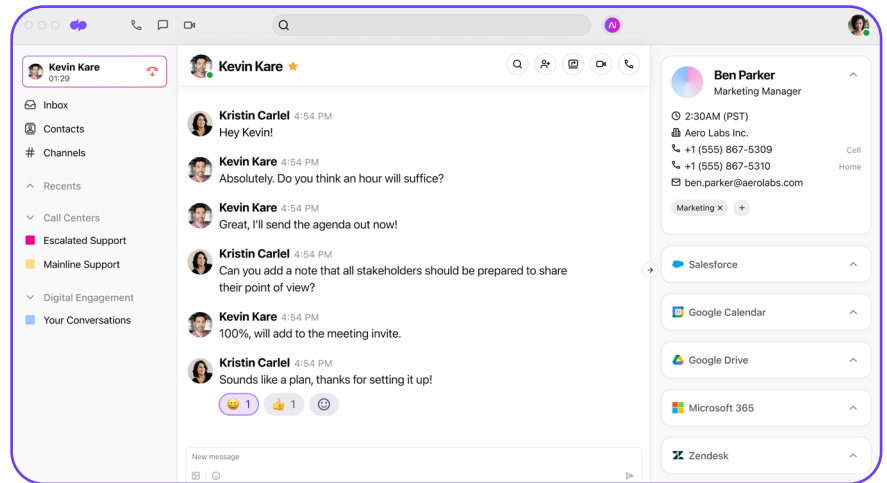 Kevin Kare
01:29
Inbox
Contacts
# Channels
Recents
Call Centers
Escalated Support
Mainline Support
Digital Engagement
Your Conversations
Kevin Kare
Kristin Carlel 4:54 PM
Hey Kevin!
Kevin Kare 4:54 PM
Absolutely. Do you think an hour will suffice?
Kevin Kare 4:54 PM
Great, I'll send the agenda out now!
Kristin Carlel 4:54 PM
Can you add a note that all stakeholders should be prepared to share
their point of view?
Kevin Kare 4:54 PM
100%, will add to the meeting invite.
Kristin Carlel 4:54 PM
Sounds like a plan, thanks for setting it up!
😀 1 👍 1
New message
Ben Parker
Marketing Manager
2:30AM (PST)
Aero Labs Inc.
+1 (555) 867-5309 Cell
+1 (555) 867-5310 Home
ben.parker@aerolabs.com
Marketing × +
Salesforce
Google Calendar
Google Drive
Microsoft 365
Zendesk